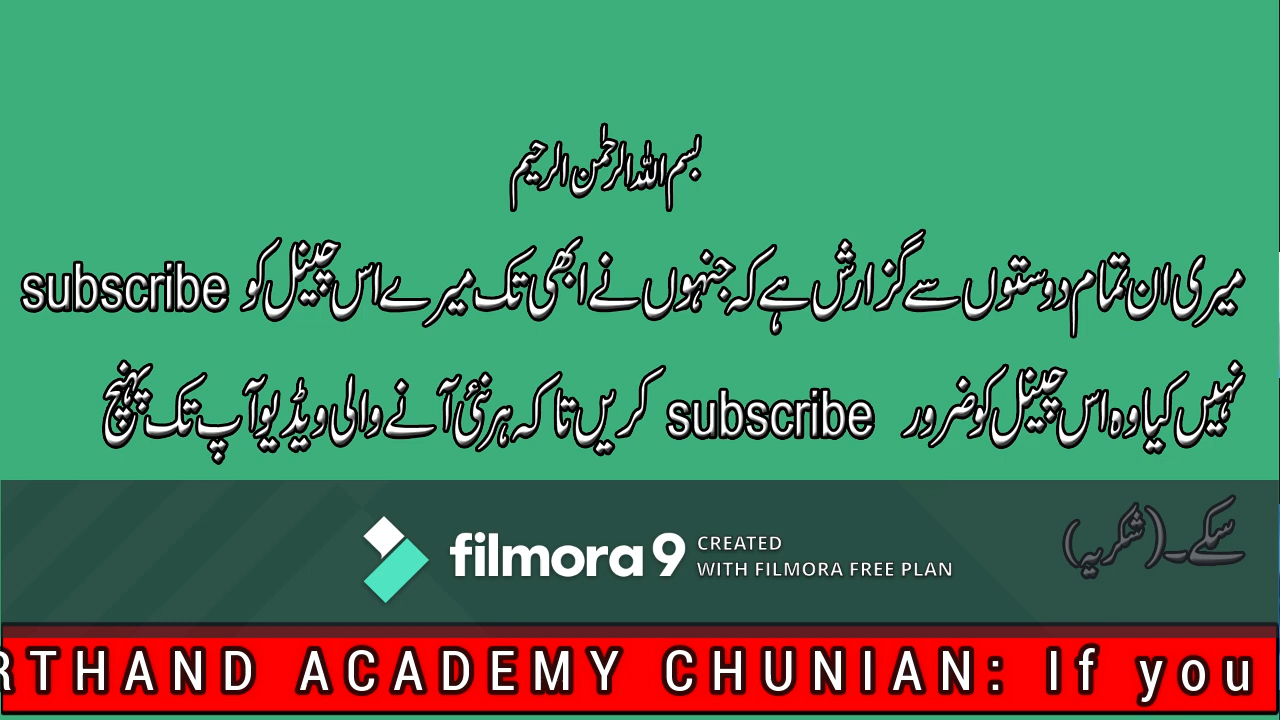 بسم اللہ الرحمٰن الرحیم
میری ان تمام دوستوں سے گزارش ہے کہ جنہوں نے ابھی تک میرے اس چینل کو subscribe
نہیں کیا وہ اس چینل کو ضرور subscribe کریں تا کہ ہر نئی آنے والی ویڈیو آپ تک پہنچ
سکے۔(شکریہ)
filmora 9 CREATED
WITH FILMORA FREE PLAN
RTHAND ACADEMY CHUNIAN: If you